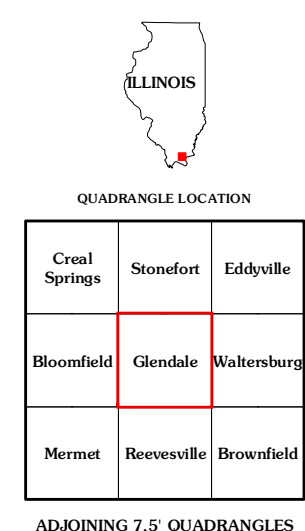 ILLINOIS
QUADRANGLE LOCATION
Creal
Springs
Stonefort
Eddyville
Bloomfield
Glendale
Waltersburg
Mermet
Reevesville
Brownfield
ADJOINING 7.5' QUADRANGLES